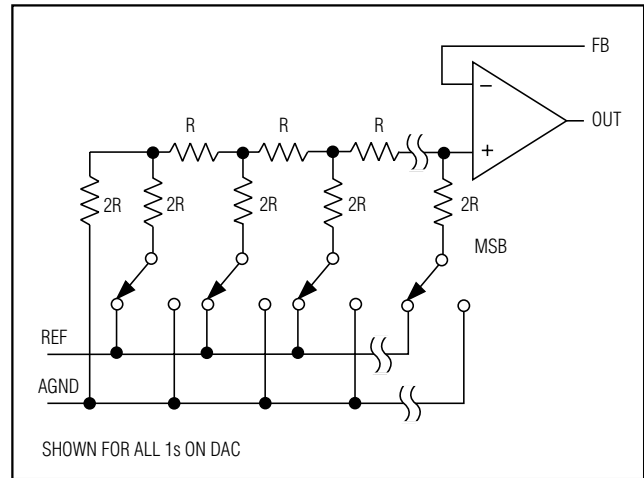 FB
−
OUT
R
R
R
+
2R
2R
2R
2R
2R
MSB
REF
AGND
SHOWN FOR ALL 1s ON DAC